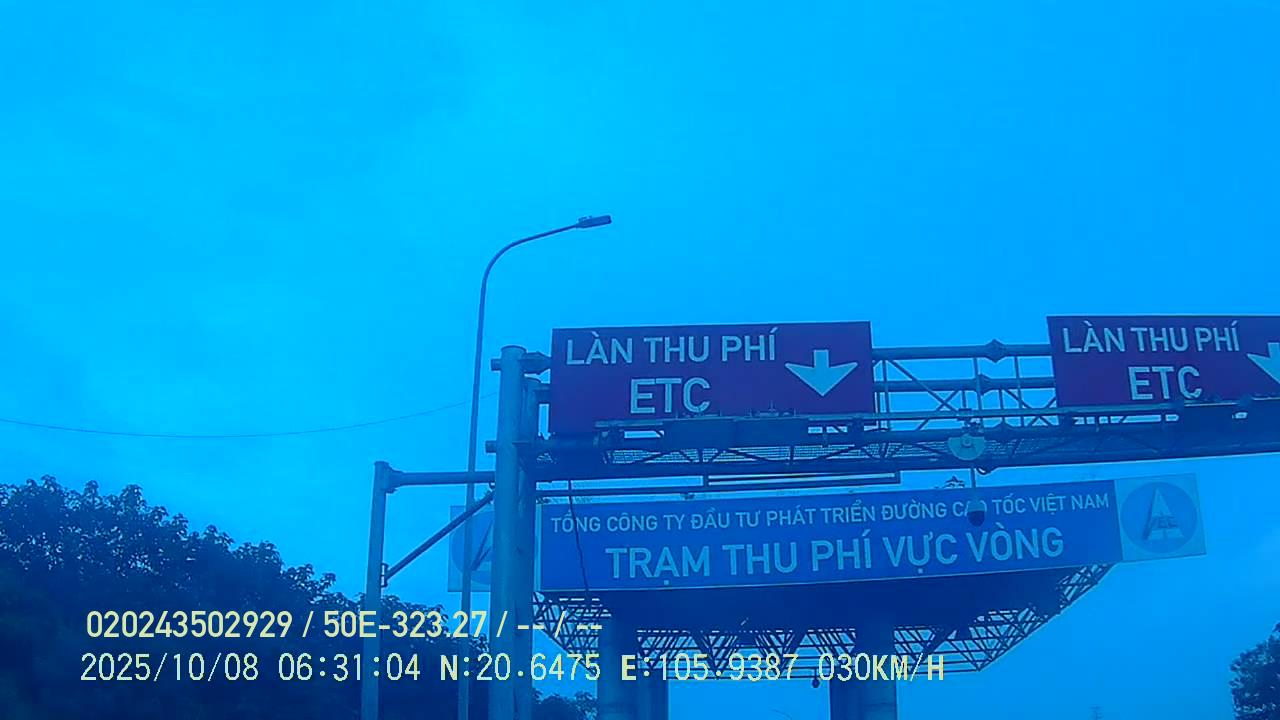 LÀN THU PHÍ
ETC
LÀN THU PHÍ
ETC
TỔNG CÔNG TY ĐẦU TƯ PHÁT TRIỂN ĐƯỜNG CAO TỐC VIỆT NAM
TRẠM THU PHÍ VỰC VÒNG
020243502929 / 50E-323.27 / -- / --
2025/10/08 06:31:04 N:20.6475 E:105.9387 030KM/H